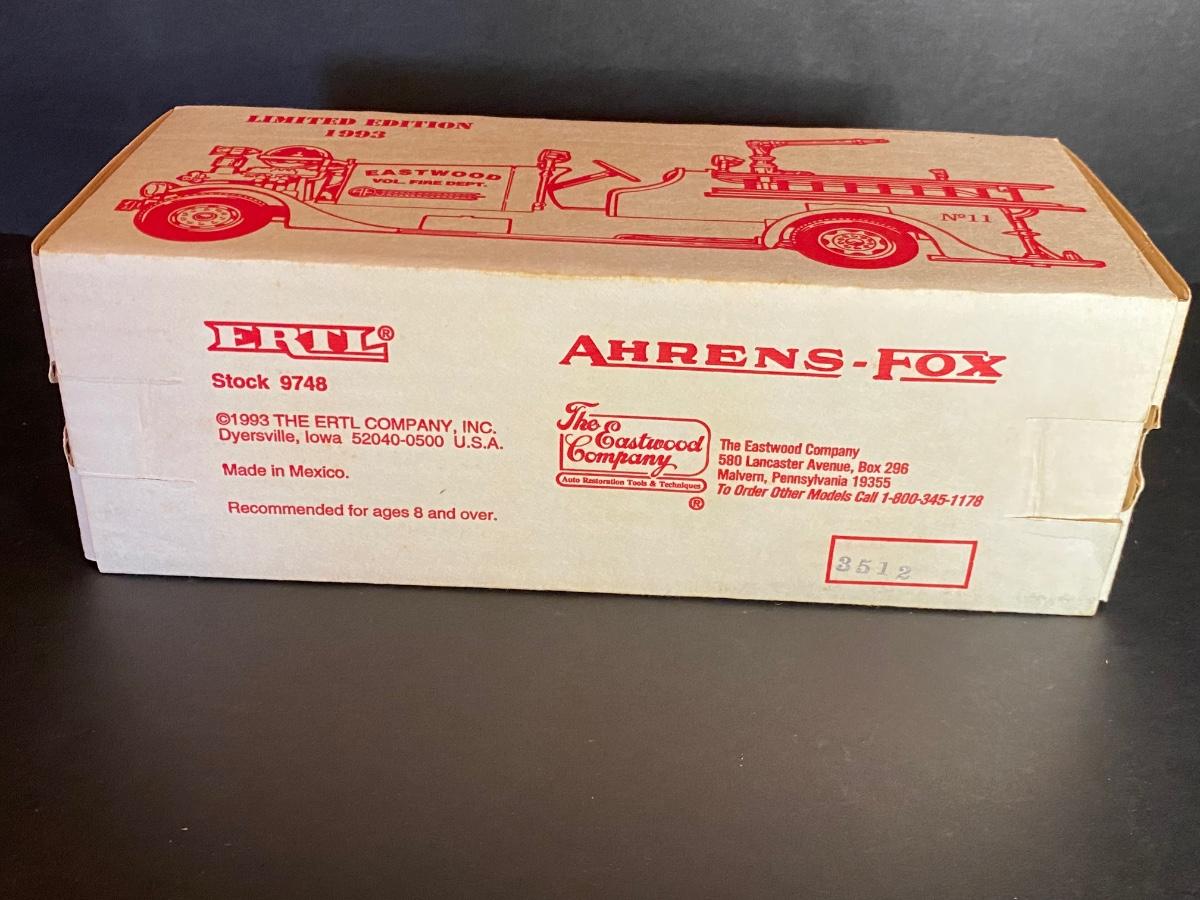 LIMITED EDITION
1993
EASTWOOD
VOL. FIRE DEPT.
Nº11
ERTL®
Stock 9748
©1993 THE ERTL COMPANY, INC.
Dyersville, Iowa 52040-0500 U.S.A.
Made in Mexico.
Recommended for ages 8 and over.
AHRENS-FOX
The
Eastwood
Company
Auto Restoration Tools & Techniques
®
The Eastwood Company
580 Lancaster Avenue, Box 296
Malvern, Pennsylvania 19355
To Order Other Models Call 1-800-345-1178
3512